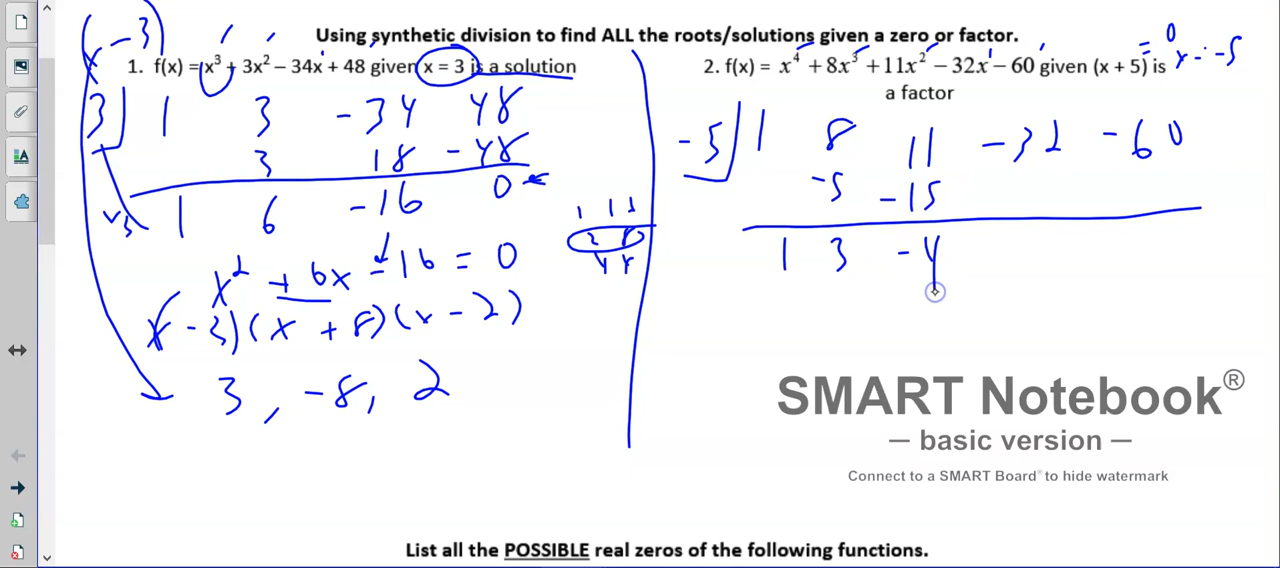 Using synthetic division to find ALL the roots/solutions given a zero or factor.
(x - 3)
1. f(x) = x³ + 3x² − 34x + 48 given x = 3 is a solution
3 | 1 3 -34 48
3 18 -48
1 6 -16 0
x² + 6x - 16 = 0
(x - 3)(x + 8)(x - 2)
3, -8, 2
2. f(x) = x⁴ + 8x³ + 11x² − 32x − 60 given (x + 5) is
a factor
= 0
x = -5
-5 | 1 8 11 -32 -60
-5 -15
1 3 -4
SMART Notebook®
— basic version —
Connect to a SMART Board® to hide watermark
List all the POSSIBLE real zeros of the following functions.